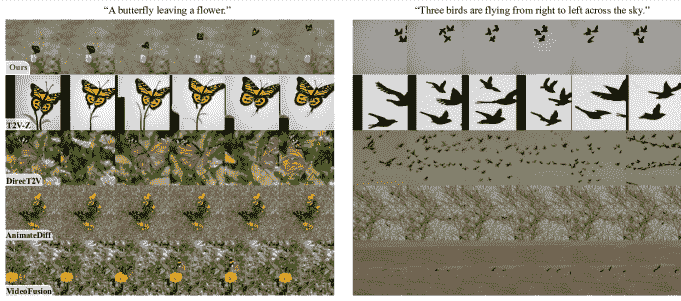 “A butterfly leaving a flower.”
“Three birds are flying from right to left across the sky.”
Ours
T2V-Z
DirecT2V
AnimateDiff
VideoFusion